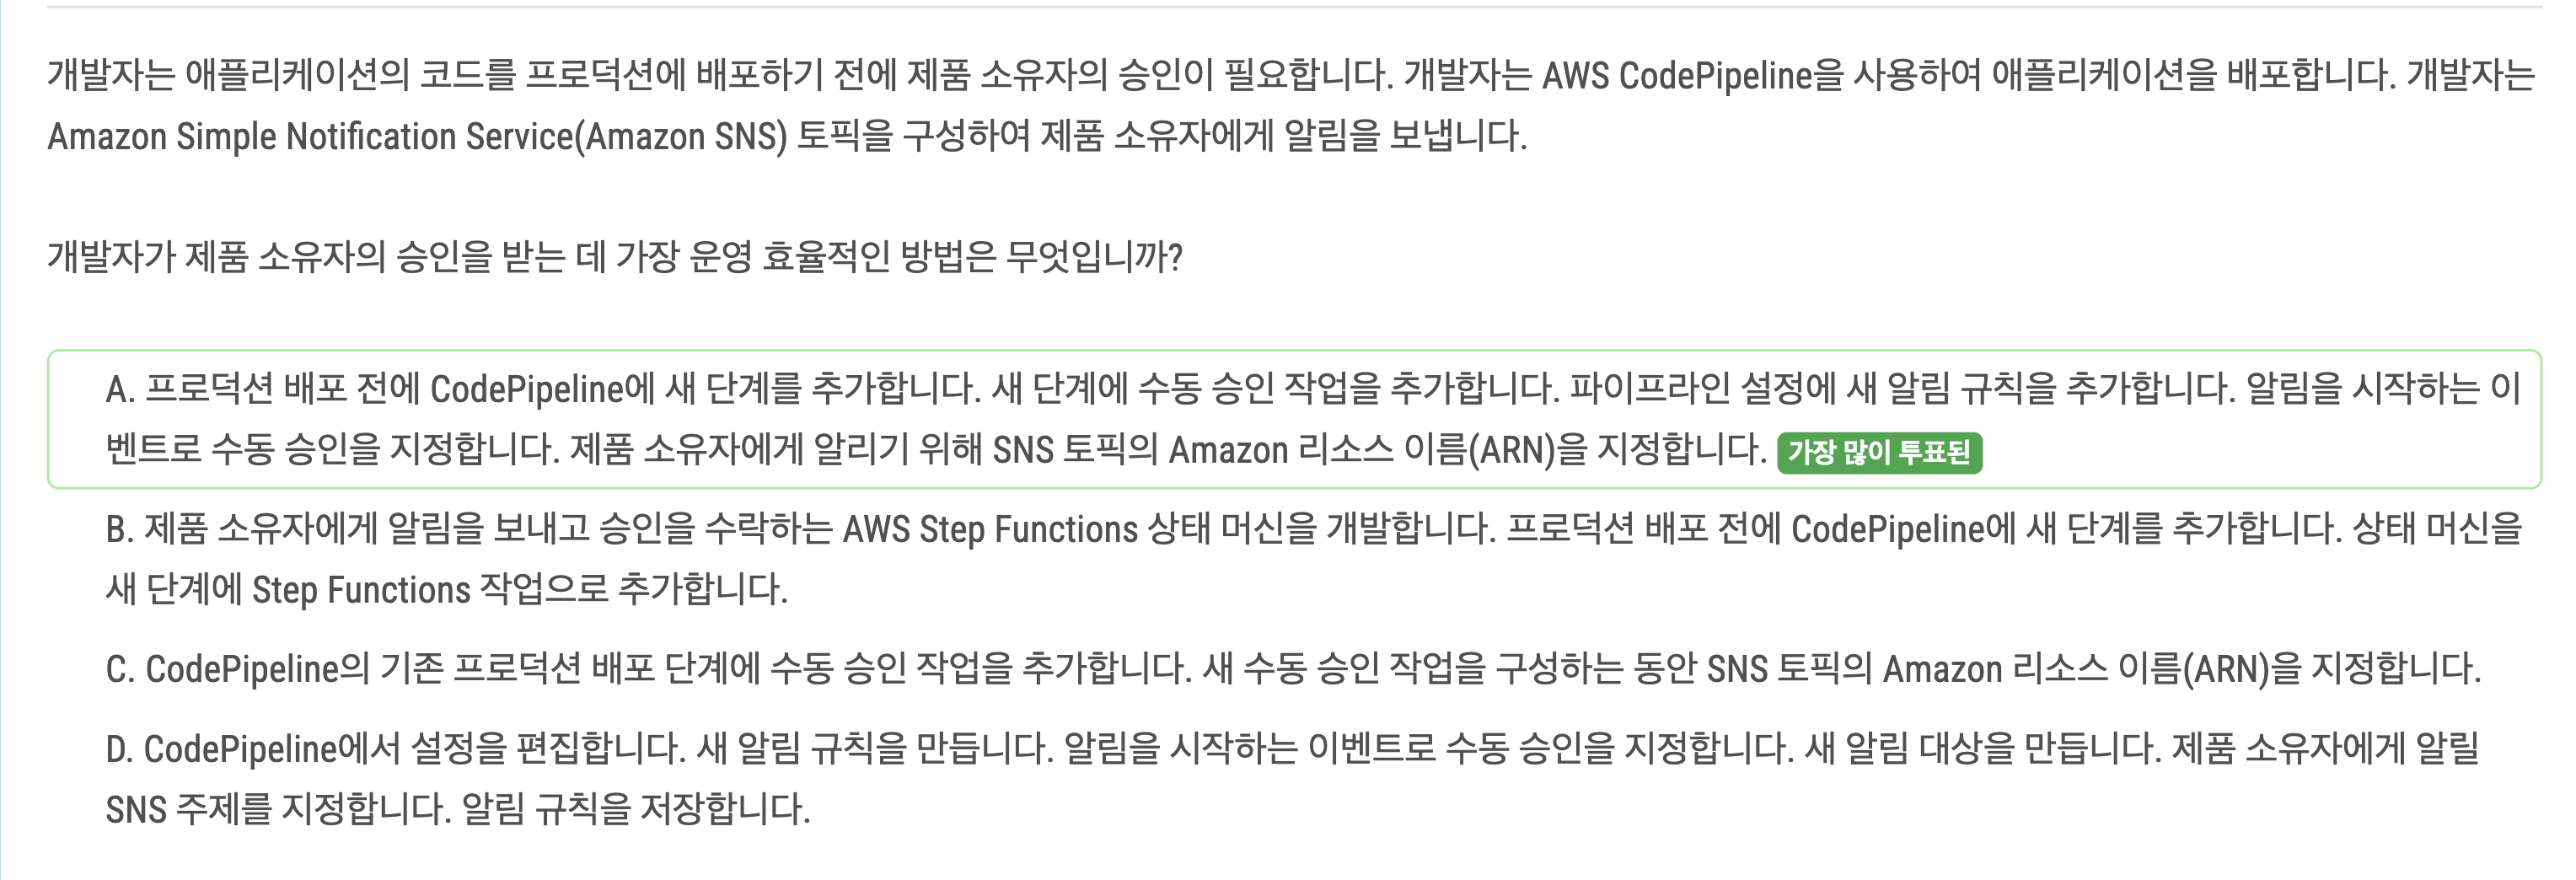 개발자는 애플리케이션의 코드를 프로덕션에 배포하기 전에 제품 소유자의 승인이 필요합니다. 개발자는 AWS CodePipeline을 사용하여 애플리케이션을 배포합니다. 개발자는
Amazon Simple Notification Service(Amazon SNS) 토픽을 구성하여 제품 소유자에게 알림을 보냅니다.
개발자가 제품 소유자의 승인을 받는 데 가장 운영 효율적인 방법은 무엇입니까?
A. 프로덕션 배포 전에 CodePipeline에 새 단계를 추가합니다. 새 단계에 수동 승인 작업을 추가합니다. 파이프라인 설정에 새 알림 규칙을 추가합니다. 알림을 시작하는 이
벤트로 수동 승인을 지정합니다. 제품 소유자에게 알리기 위해 SNS 토픽의 Amazon 리소스 이름(ARN)을 지정합니다. 가장 많이 투표된
B. 제품 소유자에게 알림을 보내고 승인을 수락하는 AWS Step Functions 상태 머신을 개발합니다. 프로덕션 배포 전에 CodePipeline에 새 단계를 추가합니다. 상태 머신을
새 단계에 Step Functions 작업으로 추가합니다.
C. CodePipeline의 기존 프로덕션 배포 단계에 수동 승인 작업을 추가합니다. 새 수동 승인 작업을 구성하는 동안 SNS 토픽의 Amazon 리소스 이름(ARN)을 지정합니다.
D. CodePipeline에서 설정을 편집합니다. 새 알림 규칙을 만듭니다. 알림을 시작하는 이벤트로 수동 승인을 지정합니다. 새 알림 대상을 만듭니다. 제품 소유자에게 알릴
SNS 주제를 지정합니다. 알림 규칙을 저장합니다.